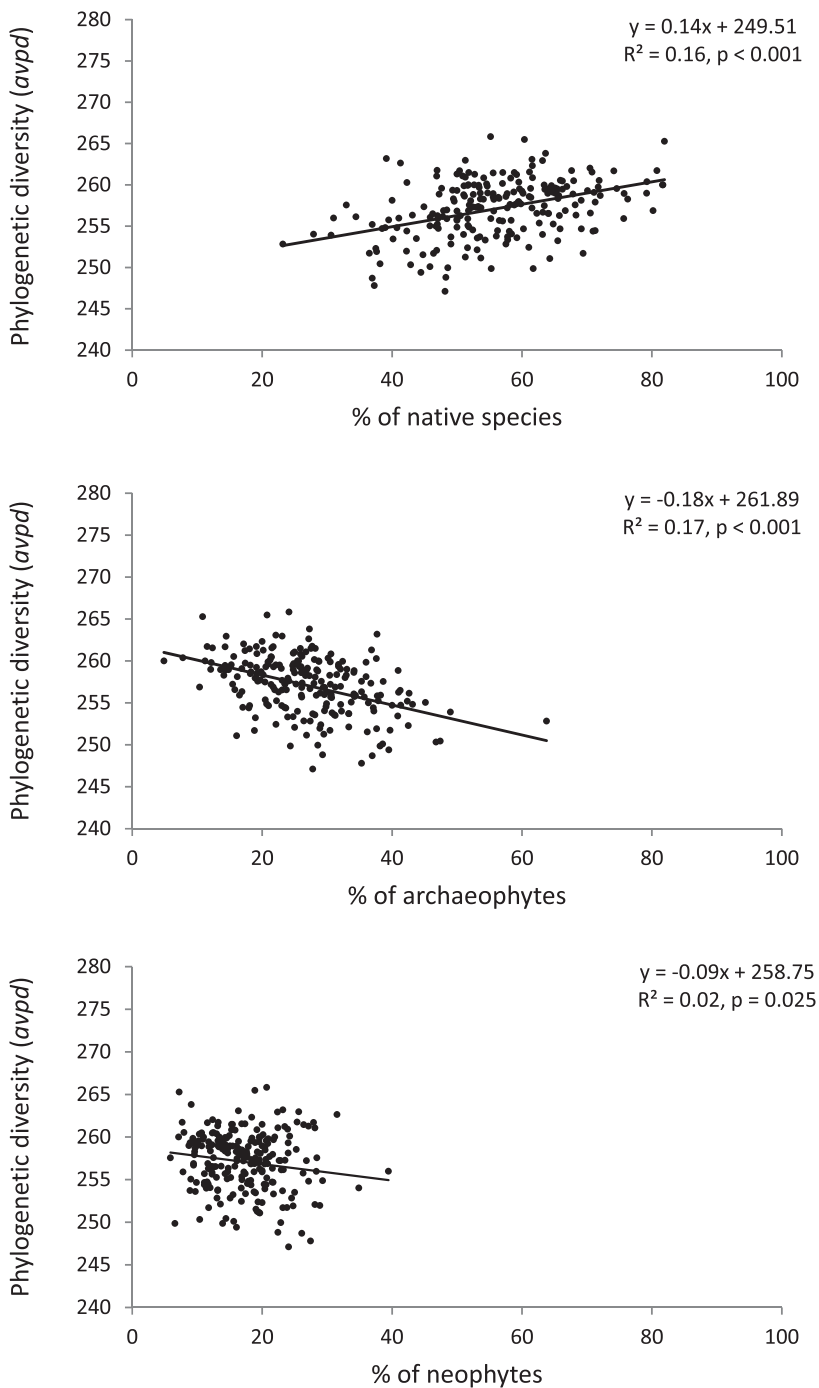 y = 0.14x + 249.51
R² = 0.16, p < 0.001
Phylogenetic diversity (avpd)
280
275
270
265
260
255
250
245
240
0 20 40 60 80 100
% of native species
y = -0.18x + 261.89
R² = 0.17, p < 0.001
Phylogenetic diversity (avpd)
280
275
270
265
260
255
250
245
240
0 20 40 60 80 100
% of archaeophytes
y = -0.09x + 258.75
R² = 0.02, p = 0.025
Phylogenetic diversity (avpd)
280
275
270
265
260
255
250
245
240
0 20 40 60 80 100
% of neophytes